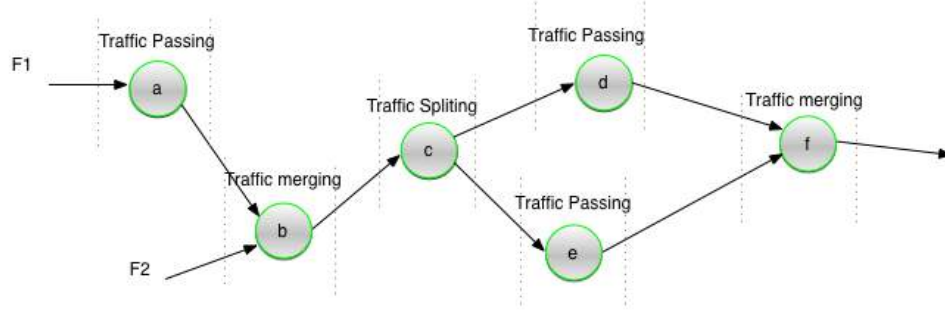 F1
Traffic Passing
a
Traffic merging
b
F2
Traffic Spliting
c
Traffic Passing
d
Traffic Passing
e
Traffic merging
f